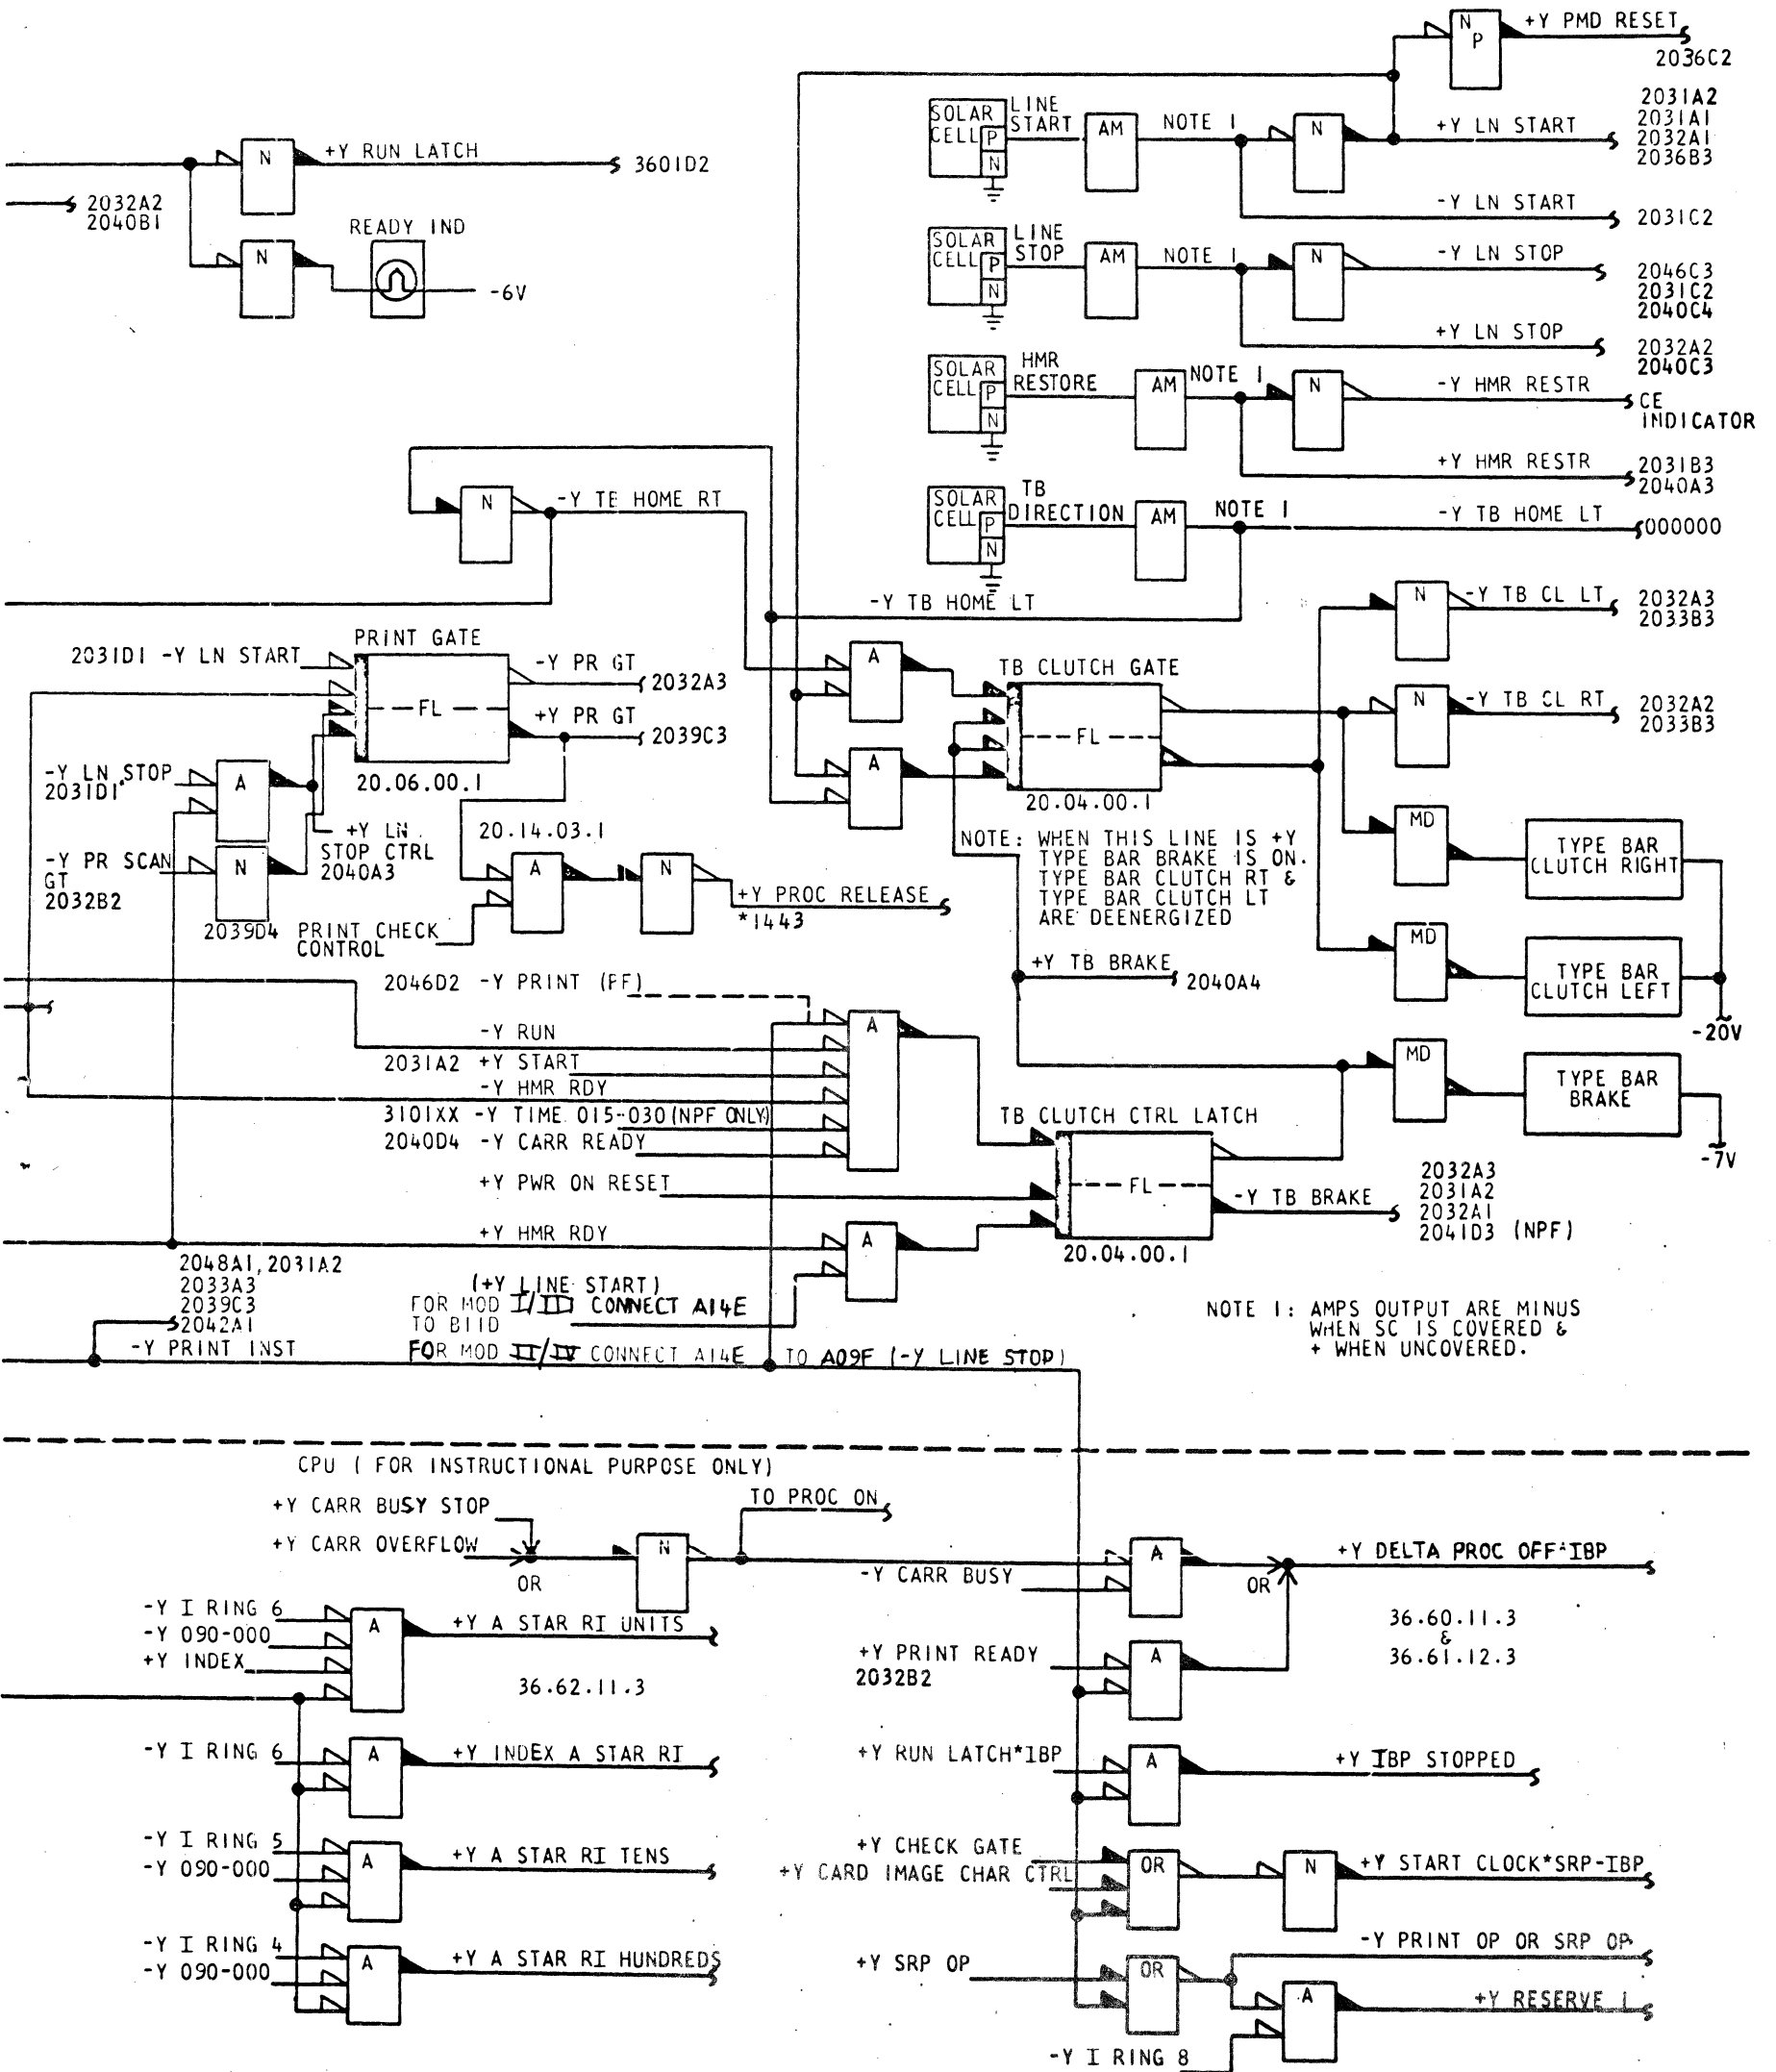 N
P
+Y PMD RESET
2036C2
SOLAR
CELL
P
N
LINE
START
AM
NOTE 1
N
+Y LN START
2031A2
2031A1
2032A1
2036B3
-Y LN START
2031C2
N
+Y RUN LATCH
3601D2
2032A2
2040B1
N
READY IND
-6V
SOLAR
CELL
P
N
LINE
STOP
AM
NOTE 1
N
-Y LN STOP
2046C3
2031C2
2040C4
+Y LN STOP
2032A2
2040C3
SOLAR
CELL
P
N
HMR
RESTORE
AM
NOTE 1
N
-Y HMR RESTR
CE
INDICATOR
+Y HMR RESTR
2031B3
2040A3
SOLAR
CELL
P
N
TB
DIRECTION
AM
NOTE 1
-Y TB HOME LT
000000
N
-Y TB HOME RT
-Y TB HOME LT
N
-Y TB CL LT
2032A3
2033B3
PRINT GATE
2031D1 -Y LN START
FL
-Y PR GT
2032A3
+Y PR GT
2039C3
20.06.00.1
A
A
TB CLUTCH GATE
FL
20.04.00.1
N
-Y TB CL RT
2032A2
2033B3
-Y LN STOP
2031D1
A
+Y LN
STOP CTRL
2040A3
-Y PR SCAN
GT
2032B2
N
20.14.03.1
A
N
+Y PROC RELEASE
*1443
2039D4 PRINT CHECK
CONTROL
NOTE: WHEN THIS LINE IS +Y
TYPE BAR BRAKE IS ON.
TYPE BAR CLUTCH RT &
TYPE BAR CLUTCH LT
ARE DEENERGIZED
MD
TYPE BAR
CLUTCH RIGHT
MD
TYPE BAR
CLUTCH LEFT
-20V
+Y TB BRAKE
2040A4
2046D2 -Y PRINT (PF)
-Y RUN
2031A2 +Y START
-Y HMR RDY
3101XX -Y TIME 015-030 (NPF ONLY)
2040D4 -Y CARR READY
A
MD
TYPE BAR
BRAKE
-7V
TB CLUTCH CTRL LATCH
FL
20.04.00.1
+Y PWR ON RESET
-Y TB BRAKE
2032A3
2031A2
2032A1
2041D3 (NPF)
+Y HMR RDY
A
2048A1, 2031A2
2033A3
2039C3
2042A1
(+Y LINE START)
FOR MOD I/III CONNECT A14E
TO B11D
-Y PRINT INST
FOR MOD II/IV CONNECT A14E TO A09F (-Y LINE STOP)
NOTE 1: AMPS OUTPUT ARE MINUS
WHEN SC IS COVERED &
+ WHEN UNCOVERED.
CPU ( FOR INSTRUCTIONAL PURPOSE ONLY)
+Y CARR BUSY STOP
+Y CARR OVERFLOW
OR
N
TO PROC ON
-Y CARR BUSY
A
OR
+Y DELTA PROC OFF*IBP
36.60.11.3
&
36.61.12.3
-Y I RING 6
-Y 090-000
+Y INDEX
A
+Y A STAR RI UNITS
36.62.11.3
+Y PRINT READY
2032B2
A
-Y I RING 6
A
+Y INDEX A STAR RI
+Y RUN LATCH*IBP
A
+Y IBP STOPPED
-Y I RING 5
-Y 090-000
A
+Y A STAR RI TENS
+Y CHECK GATE
+Y CARD IMAGE CHAR CTRL
OR
N
+Y START CLOCK*SRP-IBP
-Y I RING 4
-Y 090-000
A
+Y A STAR RI HUNDREDS
+Y SRP OP
OR
-Y PRINT OP OR SRP OP
A
+Y RESERVE 1
-Y I RING 8